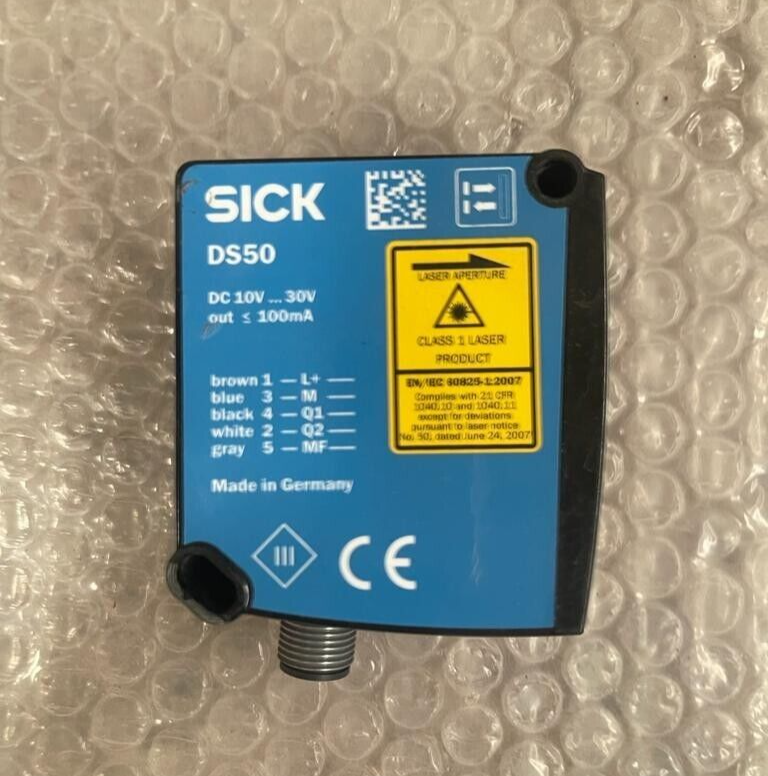 SICK
DS50
DC 10V ... 30V
out ≤ 100mA
brown 1 — L+ —
blue 3 — M —
black 4 — Q1 —
white 2 — Q2 —
gray 5 — MF —
Made in Germany
III
CE
LASER APERTURE
CLASS 1 LASER
PRODUCT
EN/IEC 60825-1:2007
Complies with 21 CFR
1040.10 and 1040.11
except for deviations
pursuant to laser notice
No. 50, dated June 24, 2007